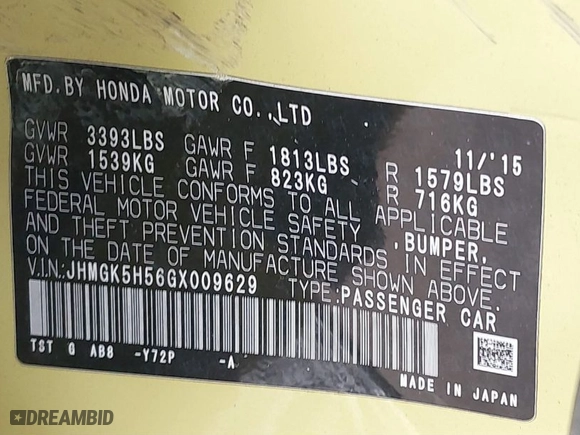 MFD.BY HONDA MOTOR CO.,LTD
11/'15
GVWR 3393LBS GAWR F 1813LBS R 1579LBS
GVWR 1539KG GAWR F 823KG R 716KG
THIS VEHICLE CONFORMS TO ALL APPLICABLE
FEDERAL MOTOR VEHICLE SAFETY, BUMPER,
AND THEFT PREVENTION STANDARDS IN EFFECT
ON THE DATE OF MANUFACTURE SHOWN ABOVE.
V.IN:JHMGK5H56GX009629 TYPE:PASSENGER CAR
TST G AB8 -Y72P -A
MADE IN JAPAN
DREAMBID